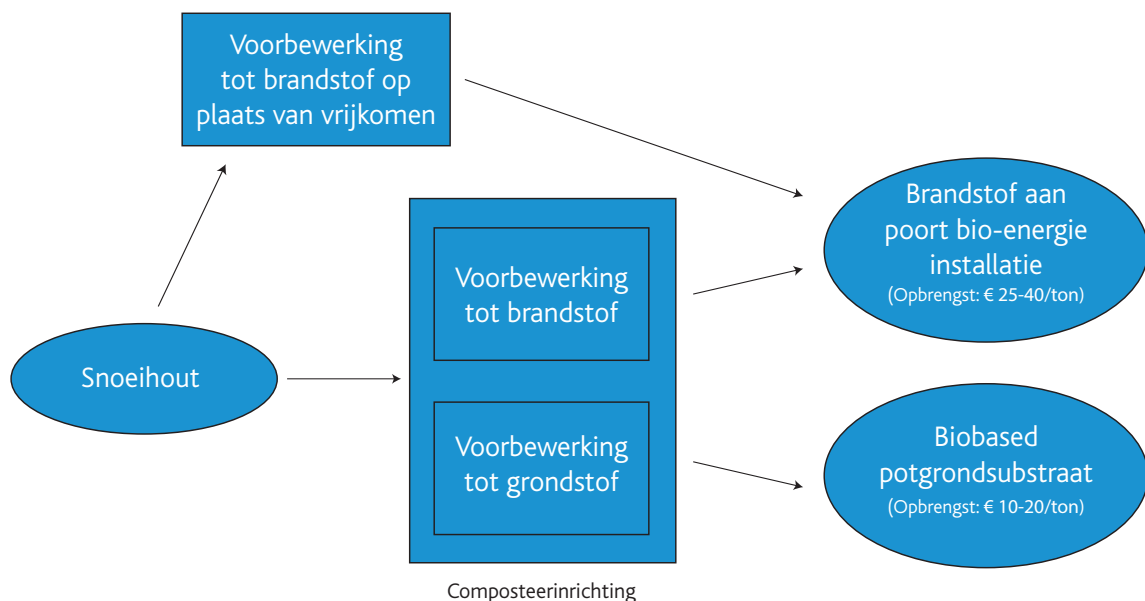 Voorbewerking
tot brandstof op
plaats van vrijkomen
Snoeihout
Voorbewerking
tot brandstof
Voorbewerking
tot grondstof
Composteerinrichting
Brandstof aan
poort bio-energie
installatie
(Opbrengst: € 25-40/ton)
Biobased
potgrondsubstraat
(Opbrengst: € 10-20/ton)